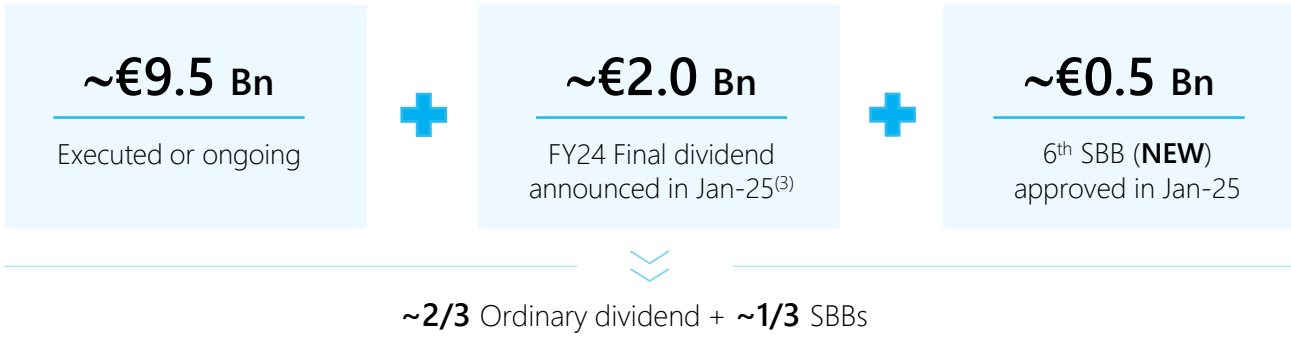 ~€9.5 Bn
Executed or ongoing
~€2.0 Bn
FY24 Final dividend
announced in Jan-25(3)
~€0.5 Bn
6th SBB (NEW)
approved in Jan-25
~2/3 Ordinary dividend + ~1/3 SBBs